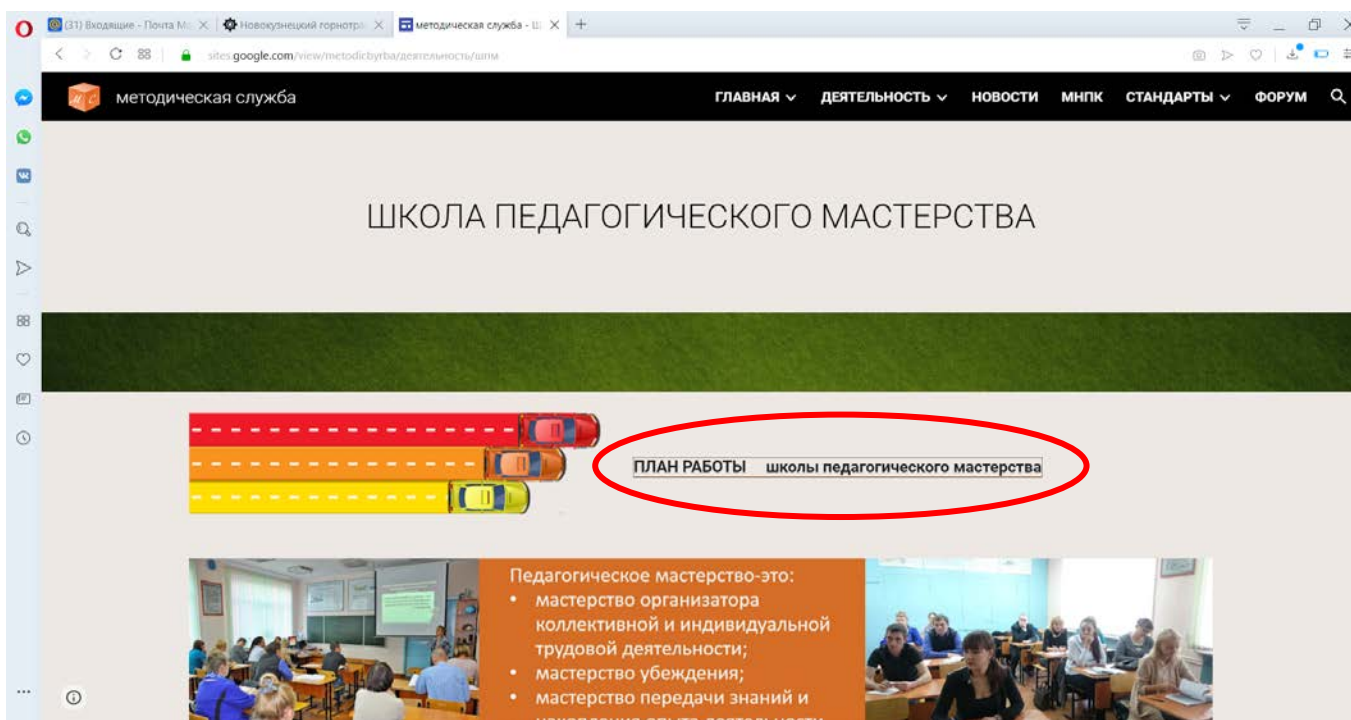 (31) Входящие - Почта Ma
Новокузнецкий горнотра
методическая служба - Ш
sites.google.com/view/metodicbyrba/деятельность/шпм
МС
методическая служба
ГЛАВНАЯ
ДЕЯТЕЛЬНОСТЬ
НОВОСТИ
МНПК
СТАНДАРТЫ
ФОРУМ
ШКОЛА ПЕДАГОГИЧЕСКОГО МАСТЕРСТВА
ПЛАН РАБОТЫ школы педагогического мастерства
Педагогическое мастерство-это:
• мастерство организатора
коллективной и индивидуальной
трудовой деятельности;
• мастерство убеждения;
• мастерство передачи знаний и